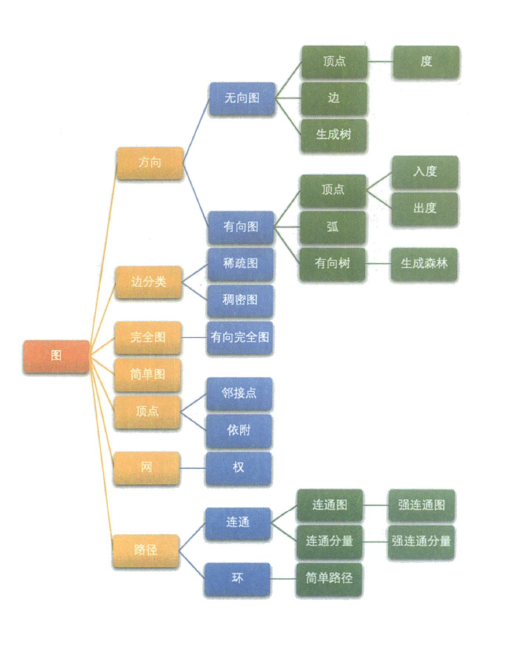 图
方向
无向图
顶点
度
边
生成树
有向图
顶点
入度
出度
弧
有向树
生成森林
边分类
稀疏图
稠密图
完全图
有向完全图
简单图
顶点
邻接点
依附
网
权
路径
连通
连通图
强连通图
连通分量
强连通分量
环
简单路径